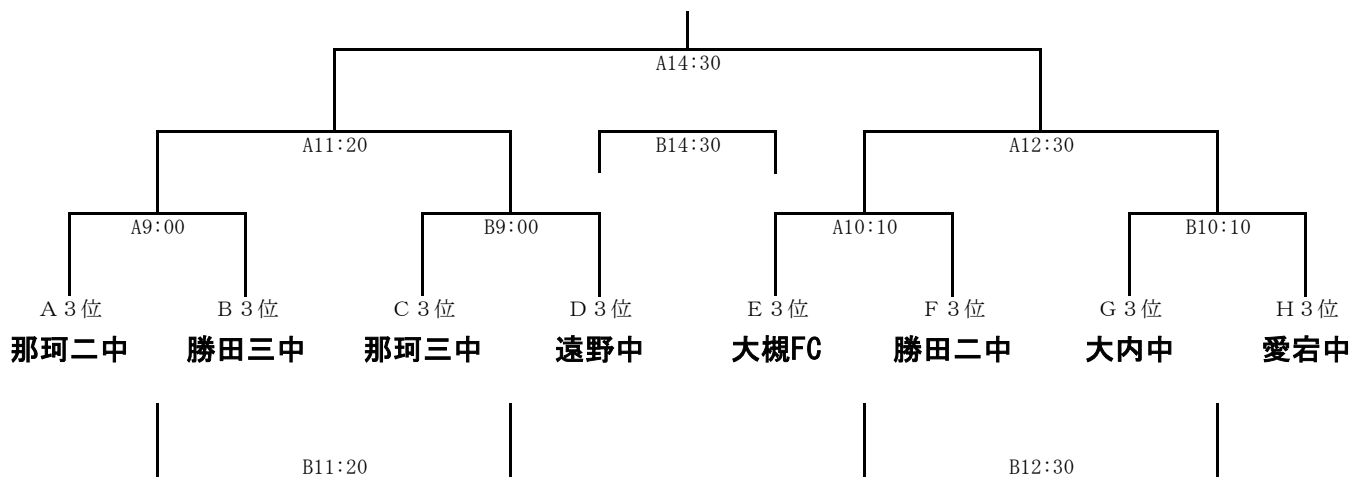 A14:30
A11:20 B14:30 A12:30
A9:00 B9:00 A10:10 B10:10
A３位 B３位 C３位 D３位 E３位 F３位 G３位 H３位
那珂二中 勝田三中 那珂三中 遠野中 大槻FC 勝田二中 大内中 愛宕中
B11:20 B12:30